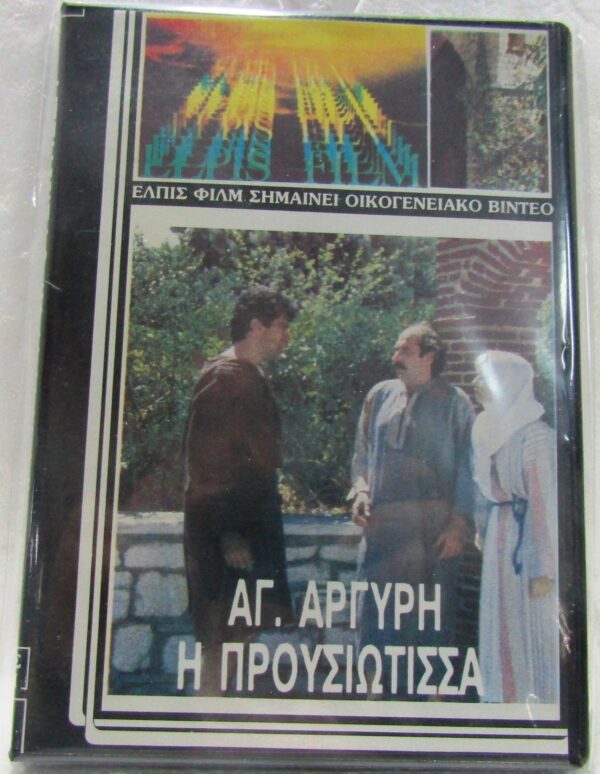 ELPIS FILM
ΕΛΠΙΣ ΦΙΛΜ ΣΗΜΑΙΝΕΙ ΟΙΚΟΓΕΝΕΙΑΚΟ ΒΙΝΤΕΟ
ΑΓ. ΑΡΓΥΡΗ
Η ΠΡΟΥΣΙΩΤΙΣΣΑ